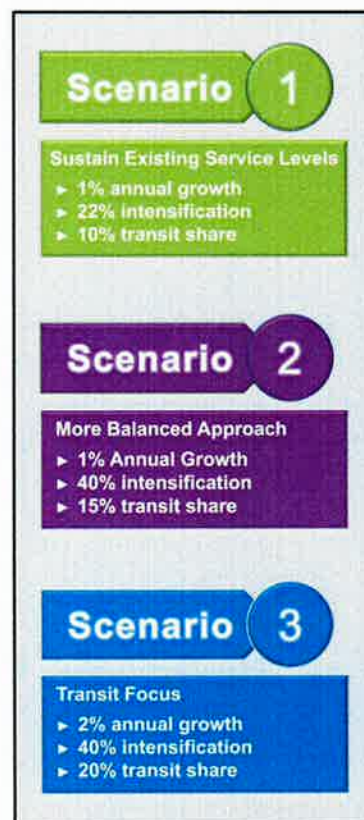 Scenario 1
Sustain Existing Service Levels
► 1% annual growth
► 22% intensification
► 10% transit share
Scenario 2
More Balanced Approach
► 1% Annual Growth
► 40% intensification
► 15% transit share
Scenario 3
Transit Focus
► 2% annual growth
► 40% intensification
► 20% transit share